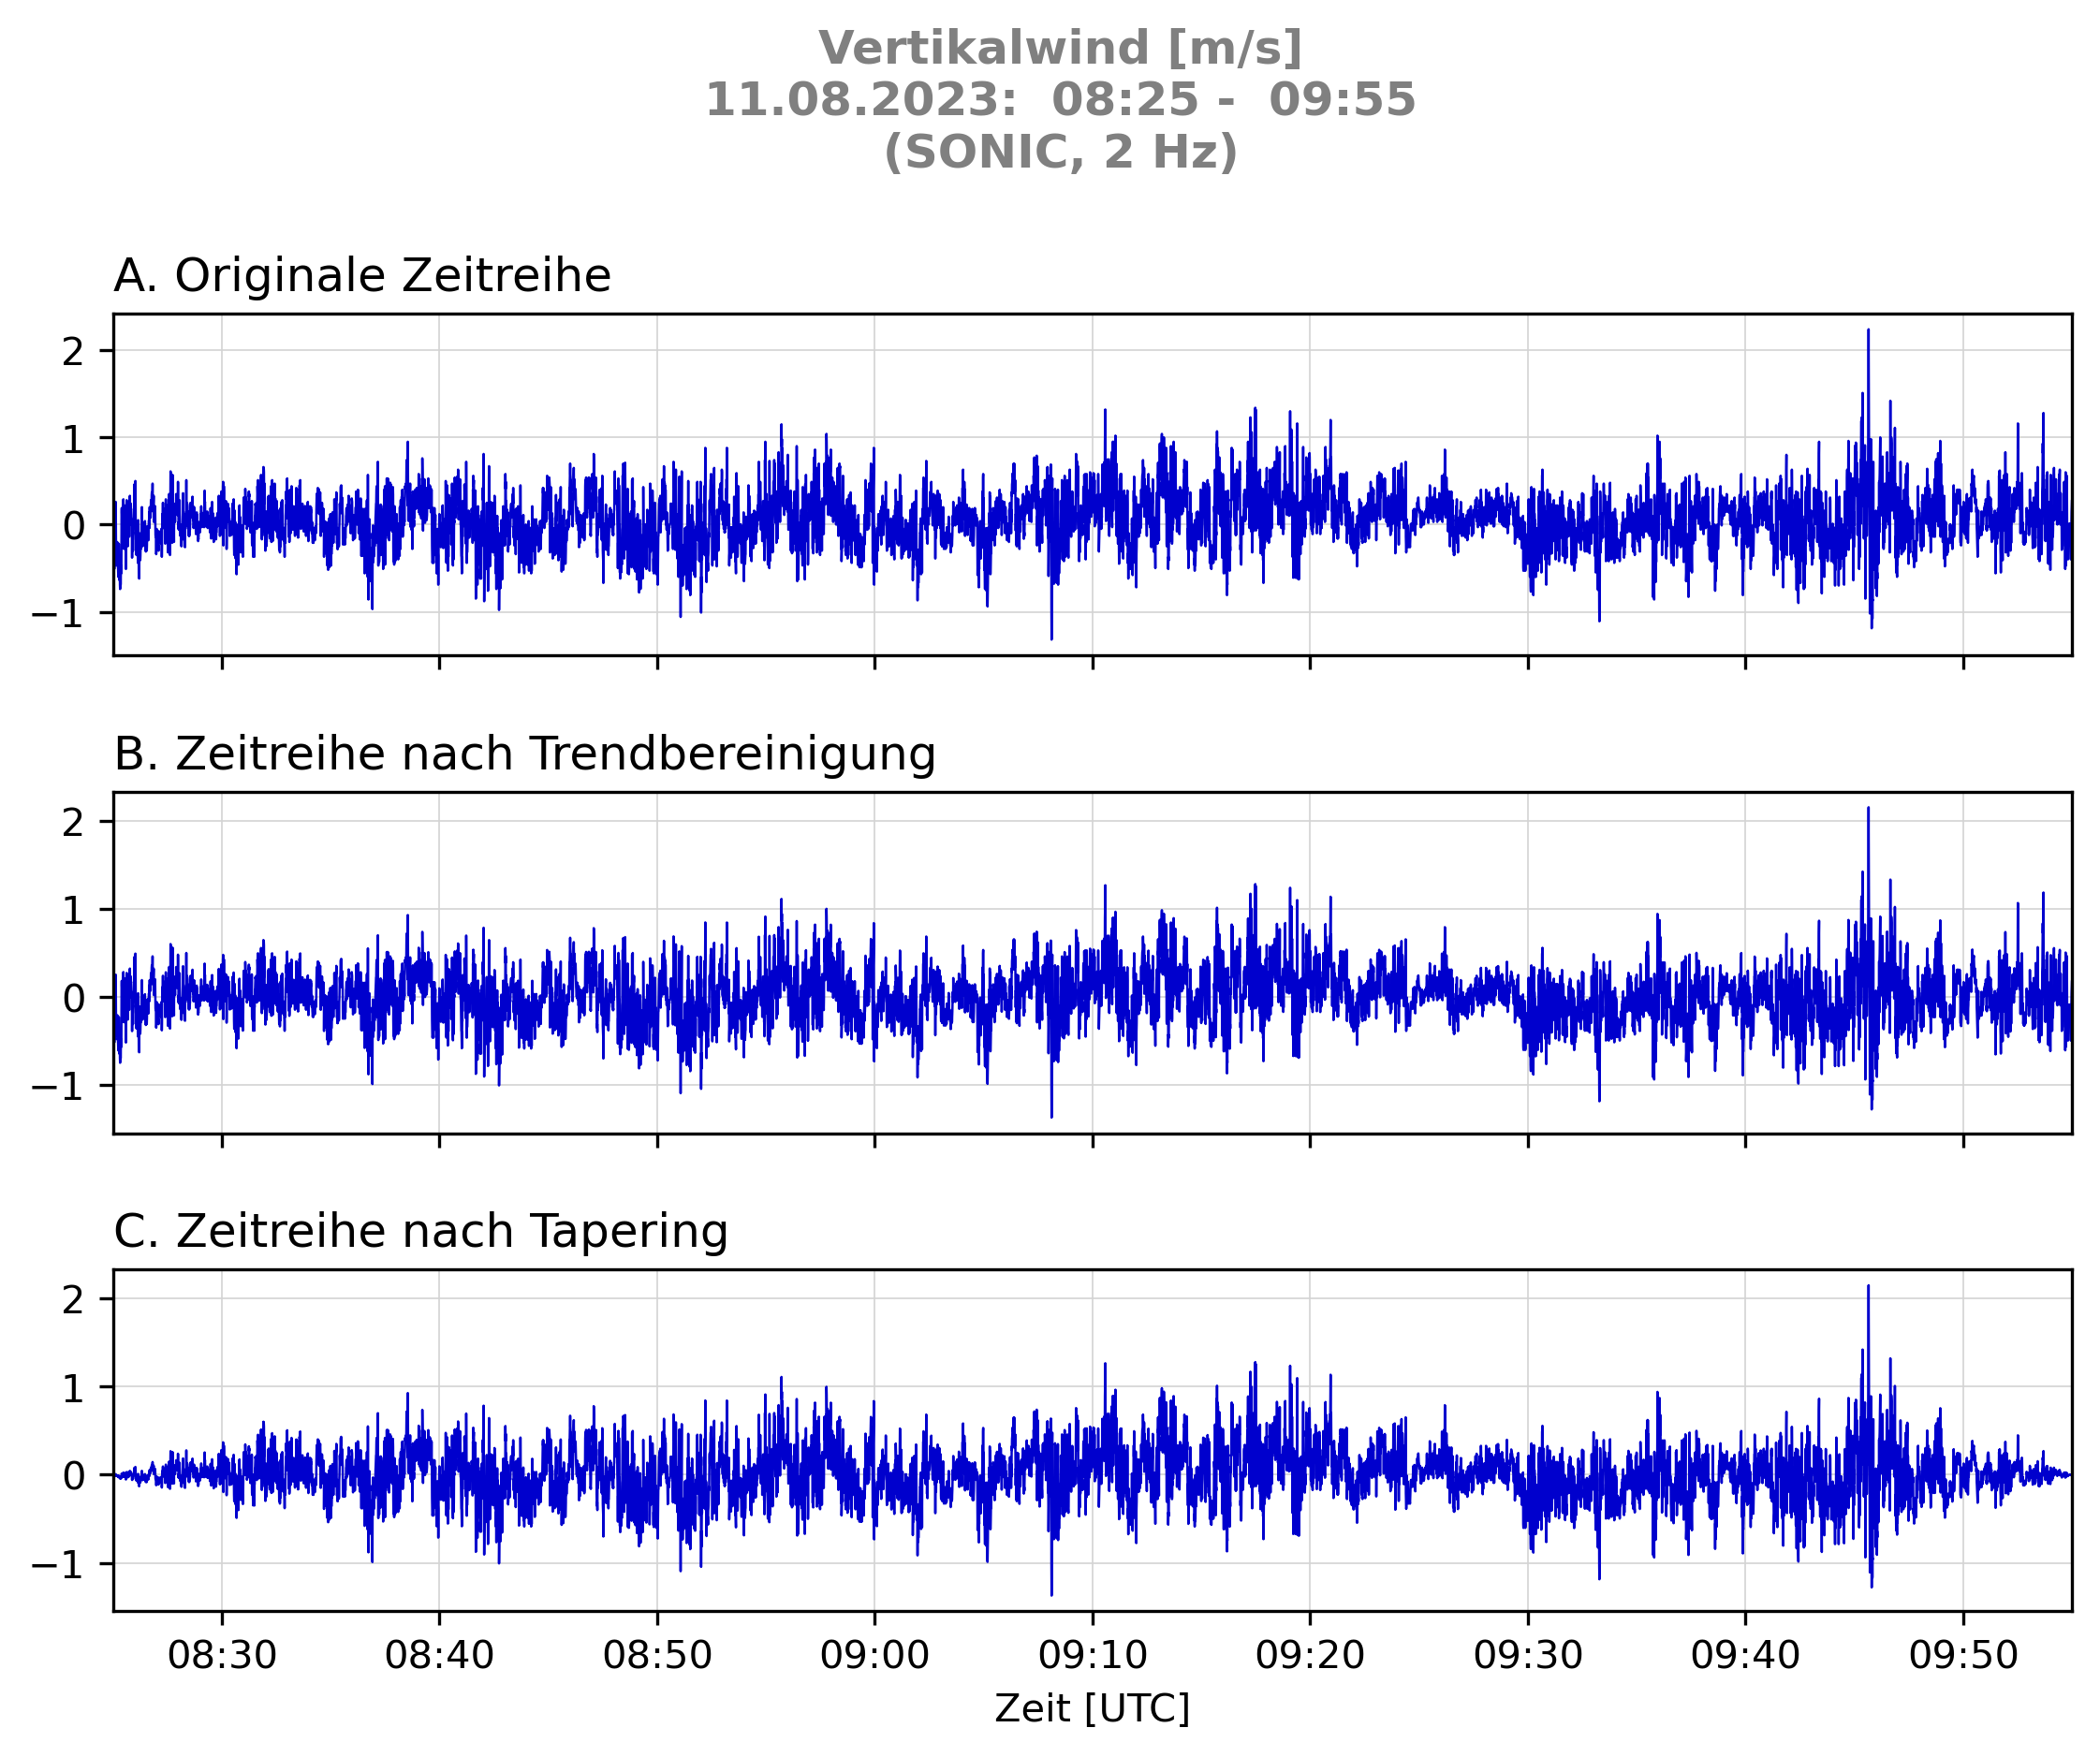 Vertikalwind [m/s]
11.08.2023:  08:25 -  09:55
(SONIC, 2 Hz)
A. Originale Zeitreihe
2
1
0
−1
B. Zeitreihe nach Trendbereinigung
2
1
0
−1
C. Zeitreihe nach Tapering
2
1
0
−1
08:30 08:40 08:50 09:00 09:10 09:20 09:30 09:40 09:50
Zeit [UTC]